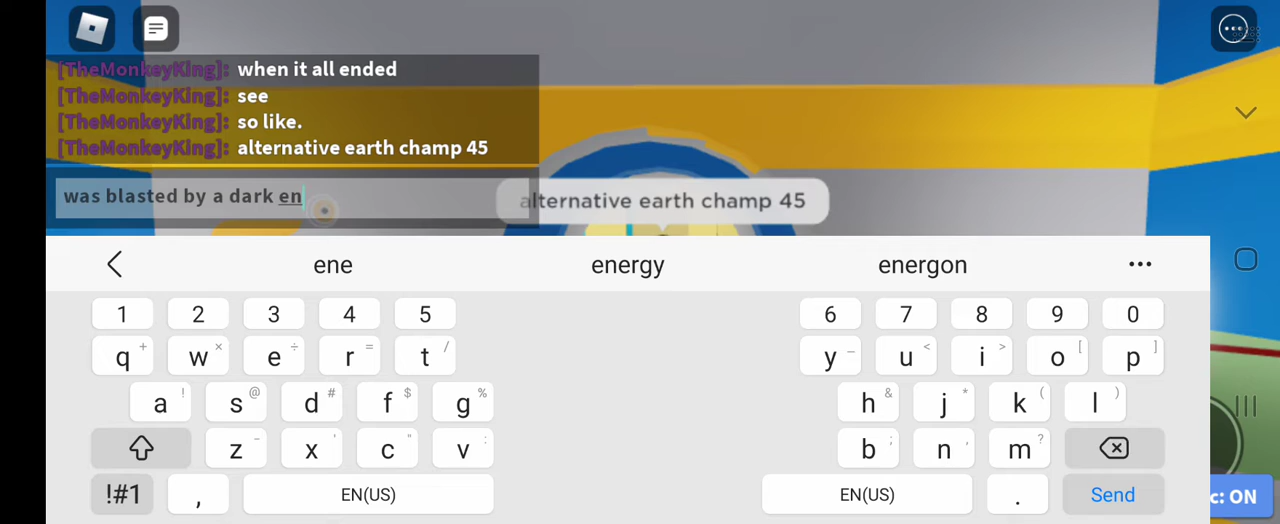 [TheMonkeyKing]: when it all ended
[TheMonkeyKing]: see
[TheMonkeyKing]: so like.
[TheMonkeyKing]: alternative earth champ 45
was blasted by a dark en
alternative earth champ 45
ene energy energon ...
1 2 3 4 5 6 7 8 9 0
q + w × e ÷ r = t / y _ u < i > o [ p ]
a ! s @ d # f $ g % h & j * k ( l )
z - x ' c " v : b ; n , m ?
!#1 , EN(US) EN(US) . Send
c: ON